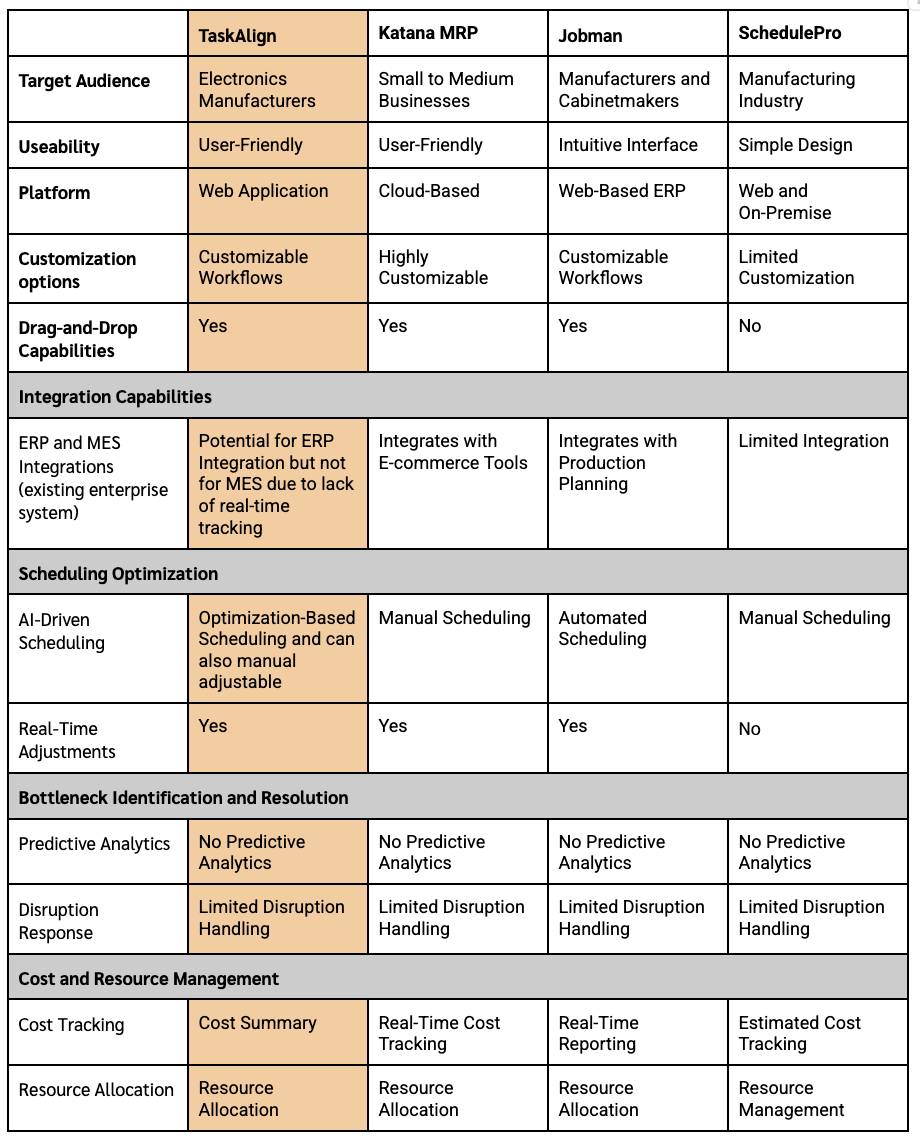 TaskAlign
Katana MRP
Jobman
SchedulePro
Target Audience
Electronics
Manufacturers
Small to Medium
Businesses
Manufacturers and
Cabinetmakers
Manufacturing
Industry
Useability
User-Friendly
User-Friendly
Intuitive Interface
Simple Design
Platform
Web Application
Cloud-Based
Web-Based ERP
Web and
On-Premise
Customization
options
Customizable
Workflows
Highly
Customizable
Customizable
Workflows
Limited
Customization
Drag-and-Drop
Capabilities
Yes
Yes
Yes
No
Integration Capabilities
ERP and MES
Integrations
(existing enterprise
system)
Potential for ERP
Integration but not
for MES due to lack
of real-time
tracking
Integrates with
E-commerce Tools
Integrates with
Production
Planning
Limited Integration
Scheduling Optimization
AI-Driven
Scheduling
Optimization-Based
Scheduling and can
also manual
adjustable
Manual Scheduling
Automated
Scheduling
Manual Scheduling
Real-Time
Adjustments
Yes
Yes
Yes
No
Bottleneck Identification and Resolution
Predictive Analytics
No Predictive
Analytics
No Predictive
Analytics
No Predictive
Analytics
No Predictive
Analytics
Disruption
Response
Limited Disruption
Handling
Limited Disruption
Handling
Limited Disruption
Handling
Limited Disruption
Handling
Cost and Resource Management
Cost Tracking
Cost Summary
Real-Time Cost
Tracking
Real-Time
Reporting
Estimated Cost
Tracking
Resource Allocation
Resource
Allocation
Resource
Allocation
Resource
Allocation
Resource
Management